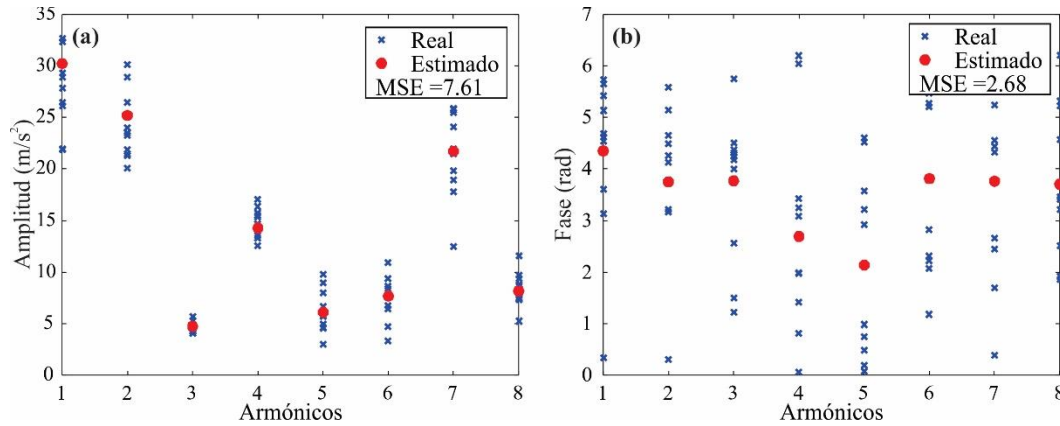 (a)
Real
Estimado
MSE =7.61
35
30
25
20
15
10
5
0
Amplitud (m/s²)
1 2 3 4 5 6 7 8
Armónicos
(b)
Real
Estimado
MSE =2.68
7
6
5
4
3
2
1
0
Fase (rad)
1 2 3 4 5 6 7 8
Armónicos